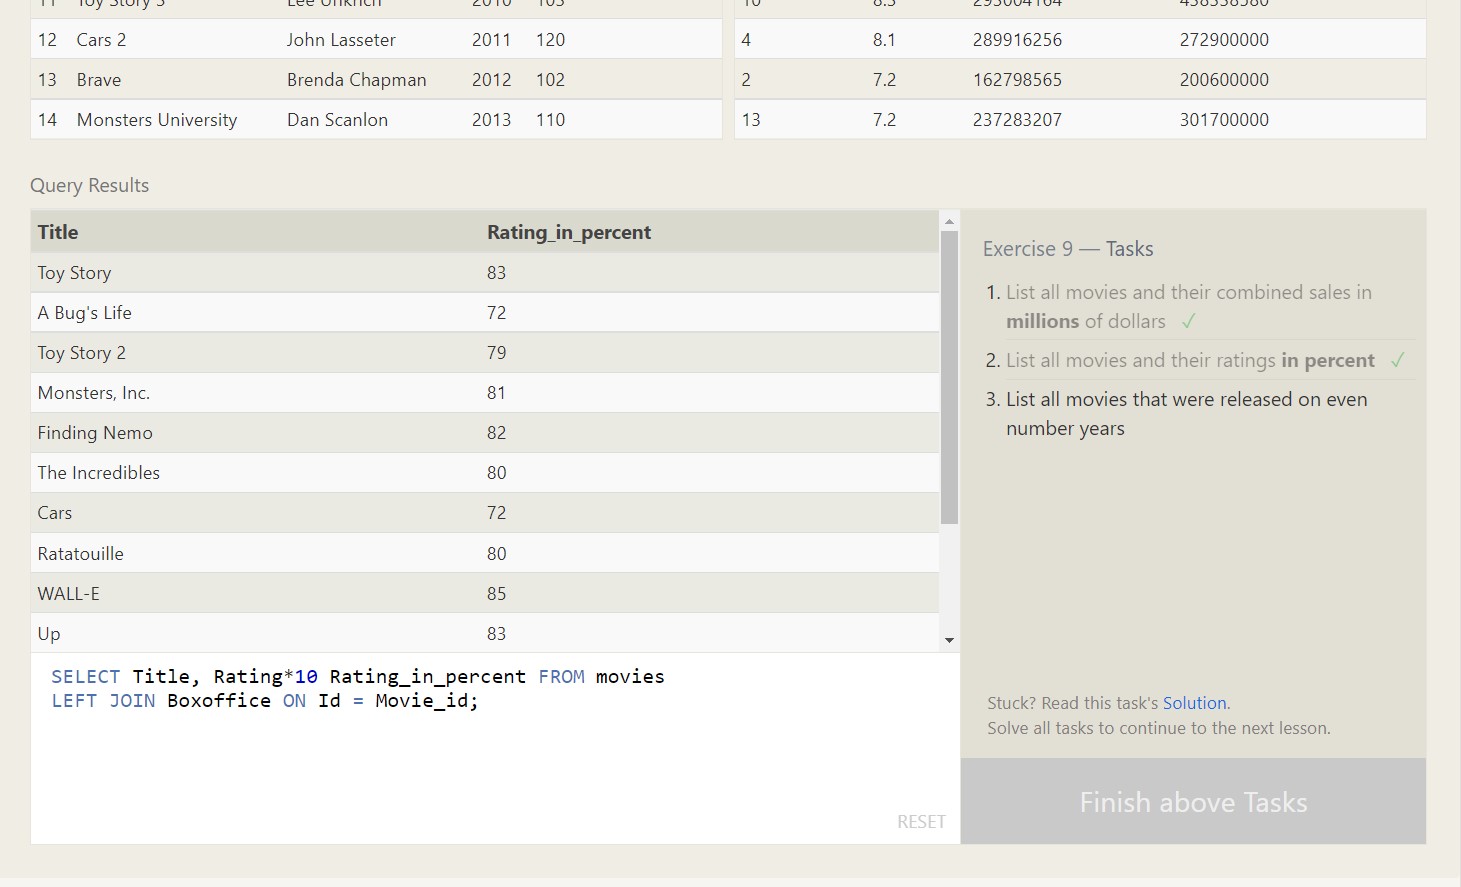 11 Toy Story 3 Lee Unkrich 2010 103 10 8.3 293004164 438338580
12 Cars 2 John Lasseter 2011 120 4 8.1 289916256 272900000
13 Brave Brenda Chapman 2012 102 2 7.2 162798565 200600000
14 Monsters University Dan Scanlon 2013 110 13 7.2 237283207 301700000
Query Results
Title Rating_in_percent
Toy Story 83
A Bug's Life 72
Toy Story 2 79
Monsters, Inc. 81
Finding Nemo 82
The Incredibles 80
Cars 72
Ratatouille 80
WALL-E 85
Up 83
SELECT Title, Rating*10 Rating_in_percent FROM movies
LEFT JOIN Boxoffice ON Id = Movie_id;
RESET
Exercise 9 — Tasks
1. List all movies and their combined sales in
millions of dollars ✓
2. List all movies and their ratings in percent ✓
3. List all movies that were released on even
number years
Stuck? Read this task's Solution.
Solve all tasks to continue to the next lesson.
Finish above Tasks